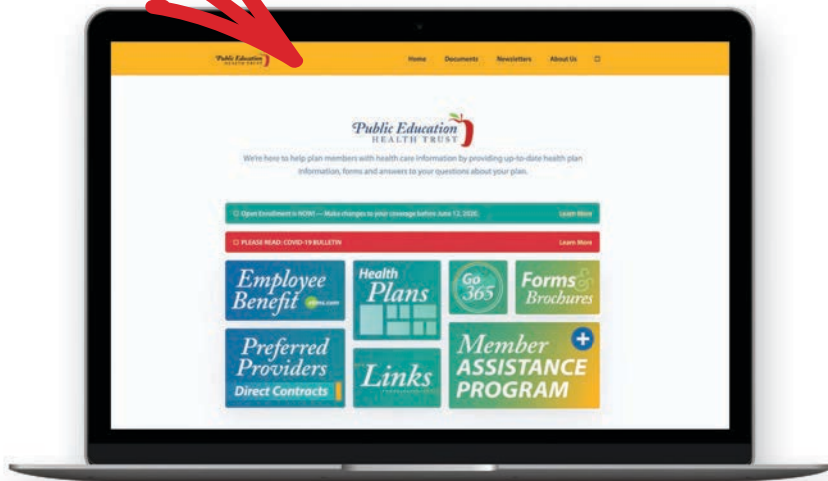 Public Education
HEALTH TRUST
Home Documents Newsletters About Us
Public Education
HEALTH TRUST
We're here to help plan members with health care information by providing up-to-date health plan
information, forms and answers to your questions about your plan.
Open Enrollment is NOW! — Make changes to your coverage before June 12, 2020. Learn More
PLEASE READ: COVID-19 BULLETIN Learn More
Employee
Benefit
Health
Plans
Go
365
Forms &
Brochures
Preferred
Providers
Direct Contracts
Links
Member
ASSISTANCE
PROGRAM